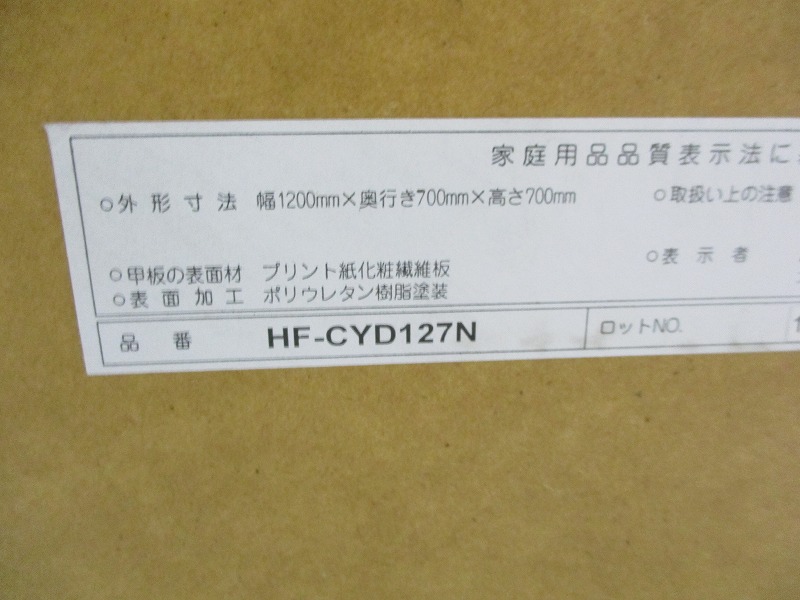 家庭用品品質表示法に
○外形寸法 幅1200mm×奥行き700mm×高さ700mm
○取扱い上の注意
○甲板の表面材 プリント紙化粧繊維板
○表面加工 ポリウレタン樹脂塗装
○表示者
品番 HF-CYD127N ロットNO.